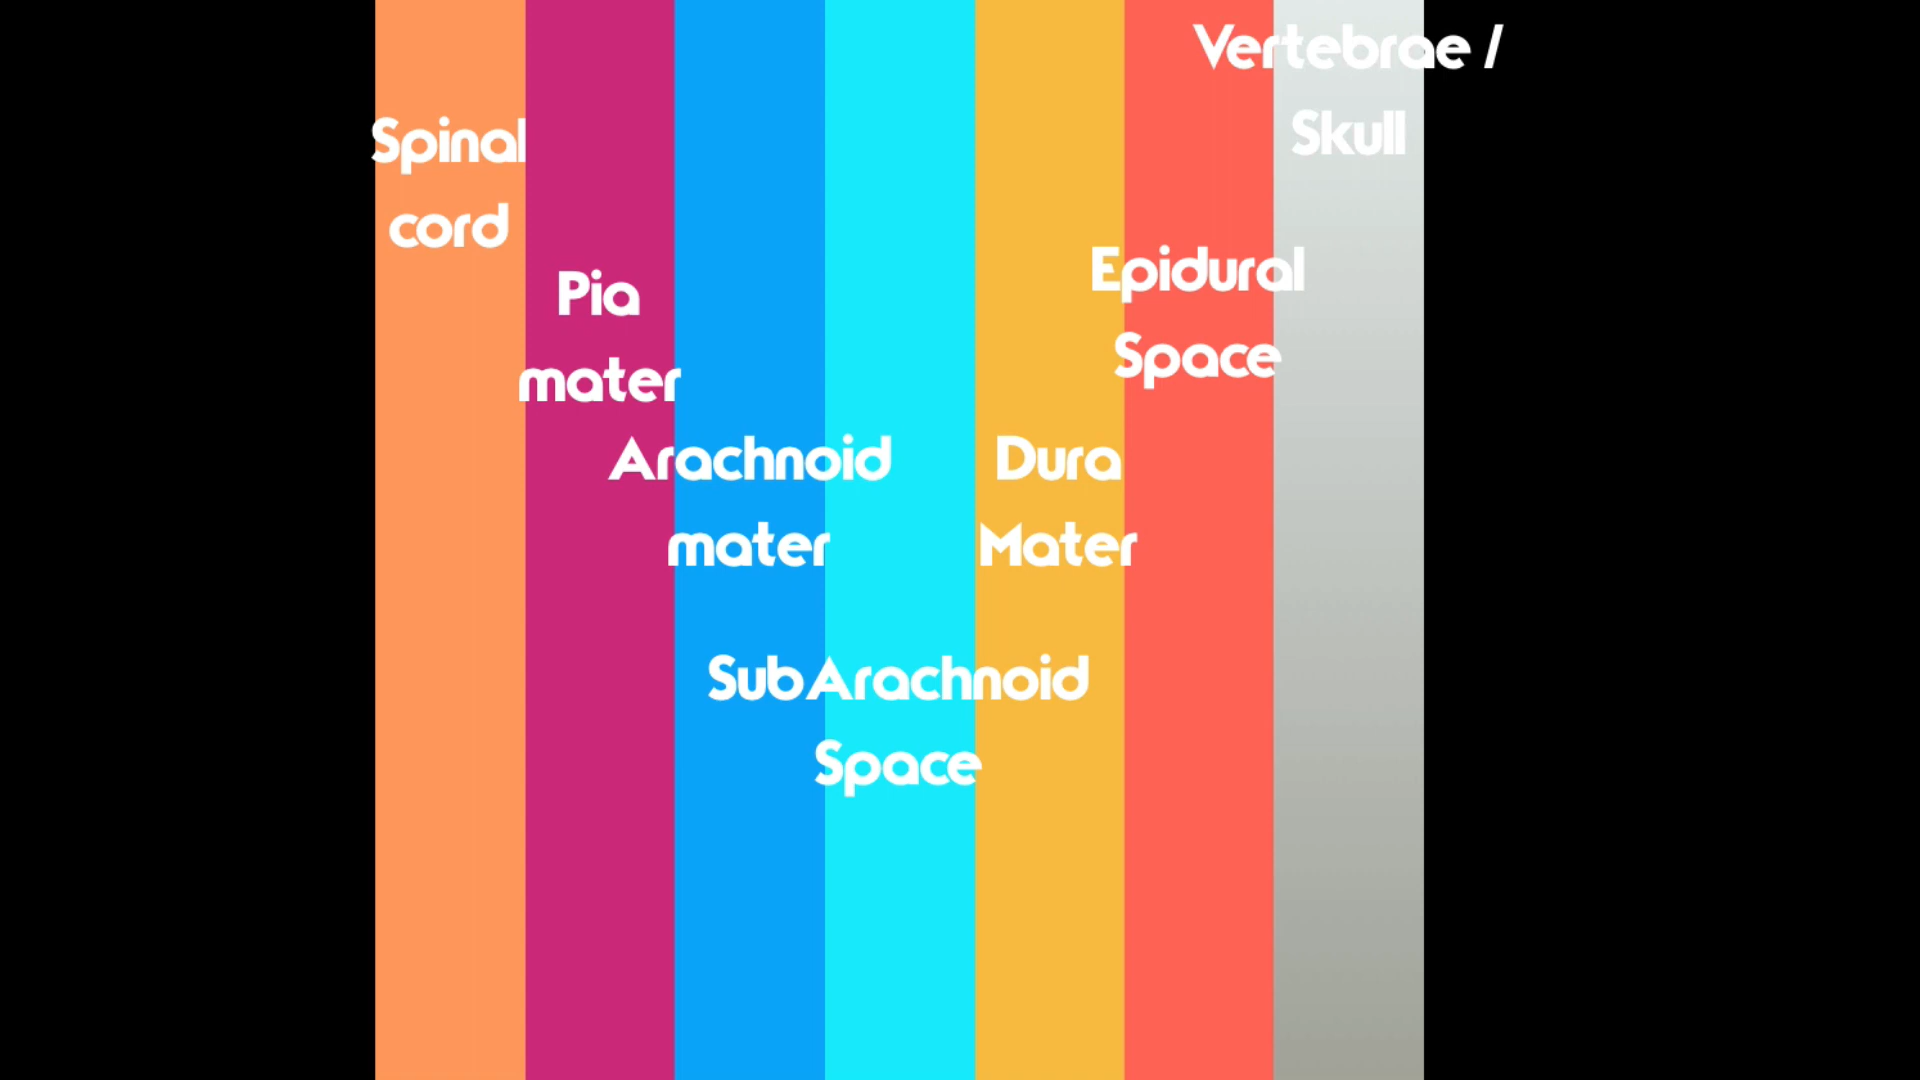 Spinal
cord
Pia
mater
Arachnoid
mater
SubArachnoid
Space
Dura
Mater
Epidural
Space
Vertebrae /
Skull